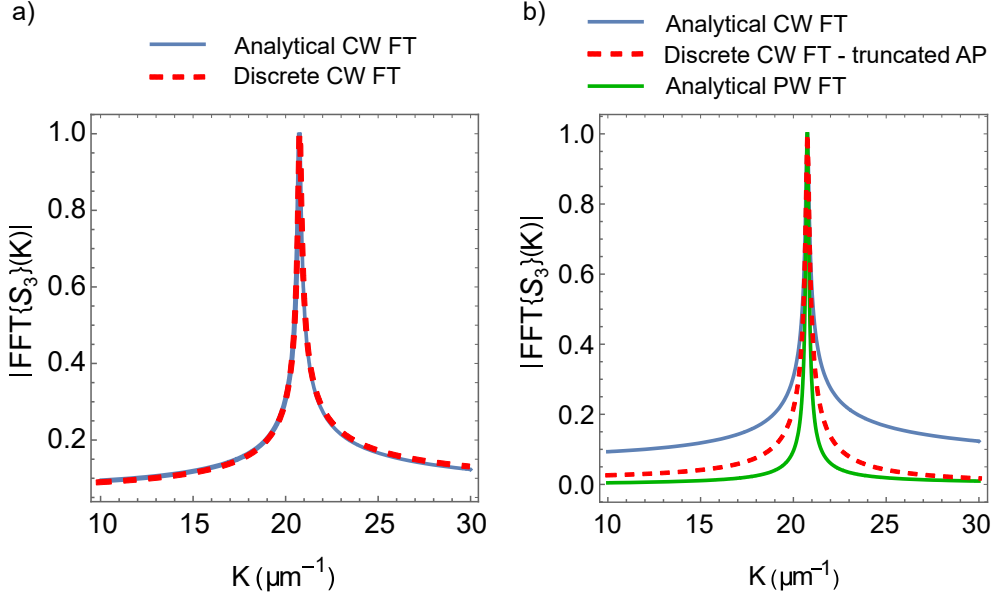 a)
Analytical CW FT
Discrete CW FT
|FFT{S₃}(K)|
1.0
0.8
0.6
0.4
0.2
10
15
20
25
30
K (μm⁻¹)
b)
Analytical CW FT
Discrete CW FT - truncated AP
Analytical PW FT
|FFT{S₃}(K)|
1.0
0.8
0.6
0.4
0.2
0.0
10
15
20
25
30
K (μm⁻¹)